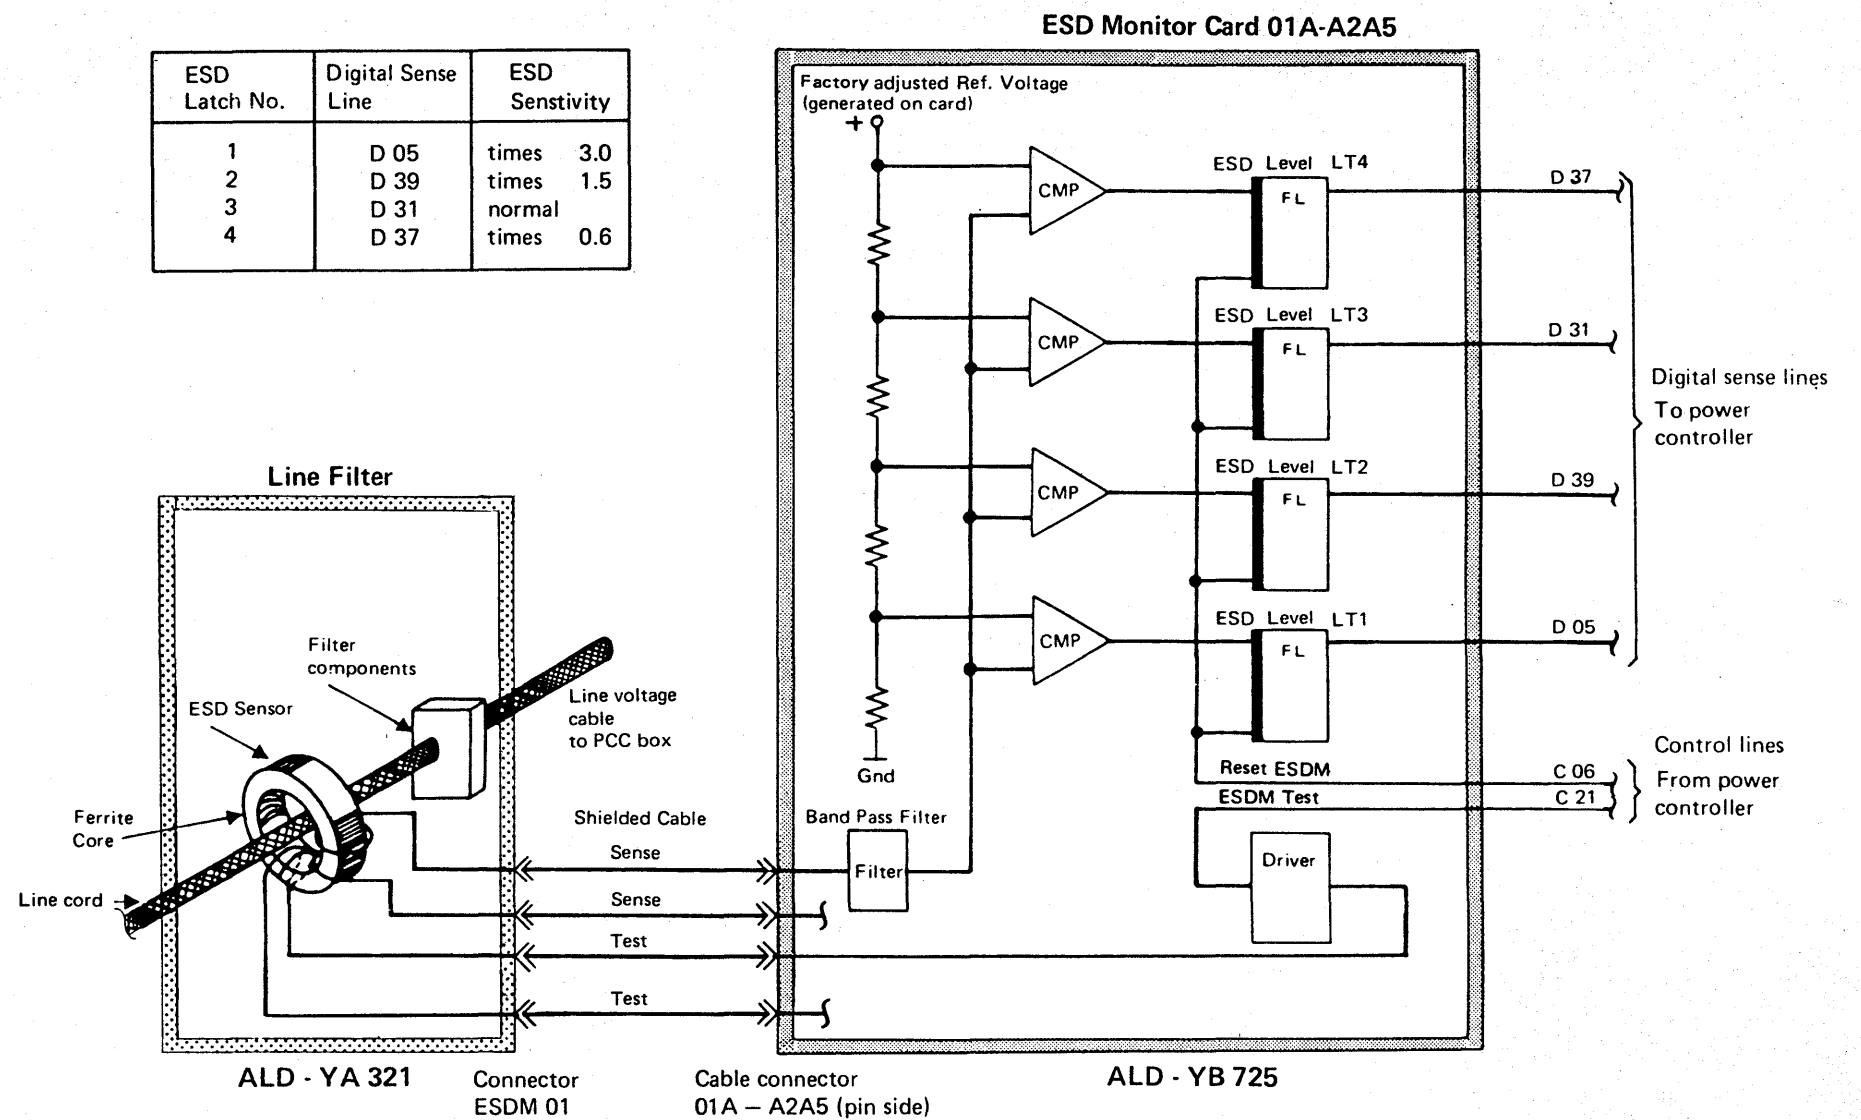 ESD Monitor Card 01A-A2A5
ESD Latch No.
Digital Sense Line
ESD Senstivity
1 D 05 times 3.0
2 D 39 times 1.5
3 D 31 normal
4 D 37 times 0.6
Factory adjusted Ref. Voltage
(generated on card)
+
CMP
ESD Level LT4
FL
D 37
CMP
ESD Level LT3
FL
D 31
Digital sense lines
To power
controller
CMP
ESD Level LT2
FL
D 39
CMP
ESD Level LT1
FL
D 05
Gnd
Reset ESDM
C 06
ESDM Test
C 21
Control lines
From power
controller
Driver
Band Pass Filter
Filter
Line Filter
Filter
components
ESD Sensor
Line voltage
cable
to PCC box
Ferrite
Core
Line cord
Shielded Cable
Sense
Sense
Test
Test
ALD - YA 321
Connector
ESDM 01
Cable connector
01A — A2A5 (pin side)
ALD - YB 725